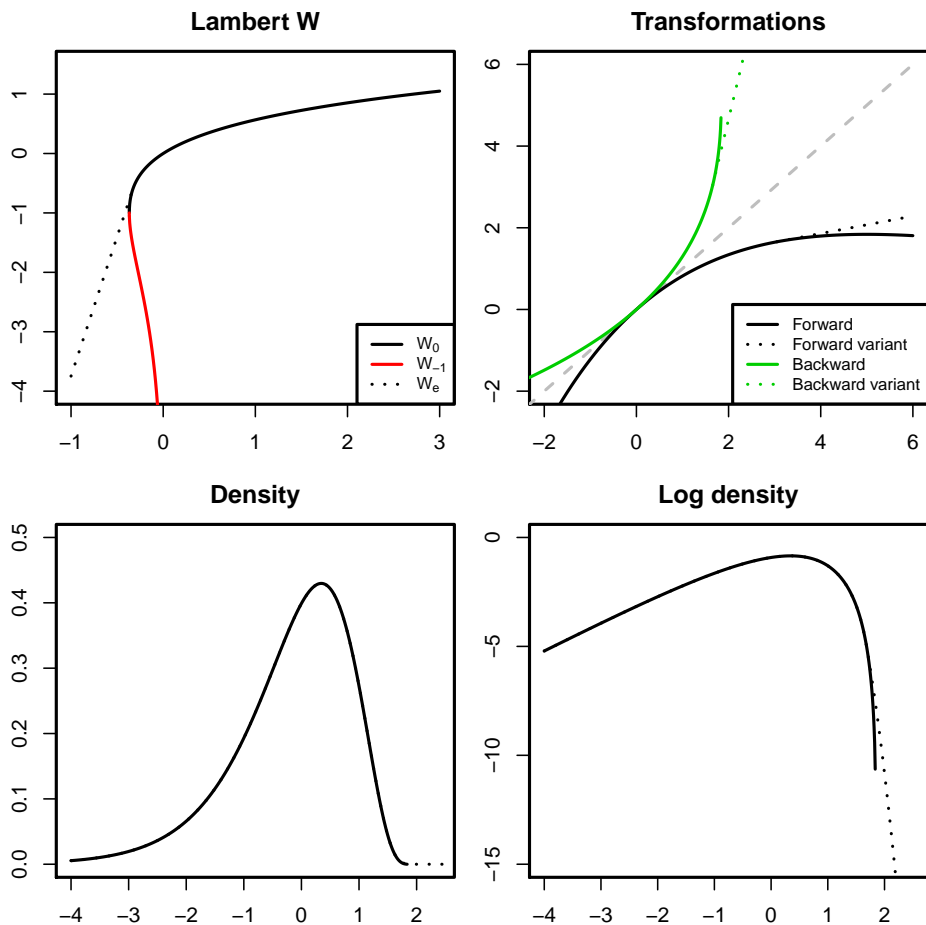 Lambert W
1
0
−1
−2
−3
−4
−1 0 1 2 3
W0
W−1
We
Transformations
6
4
2
0
−2
−2 0 2 4 6
Forward
Forward variant
Backward
Backward variant
Density
0.5
0.4
0.3
0.2
0.1
0.0
−4 −3 −2 −1 0 1 2
Log density
0
−5
−10
−15
−4 −3 −2 −1 0 1 2